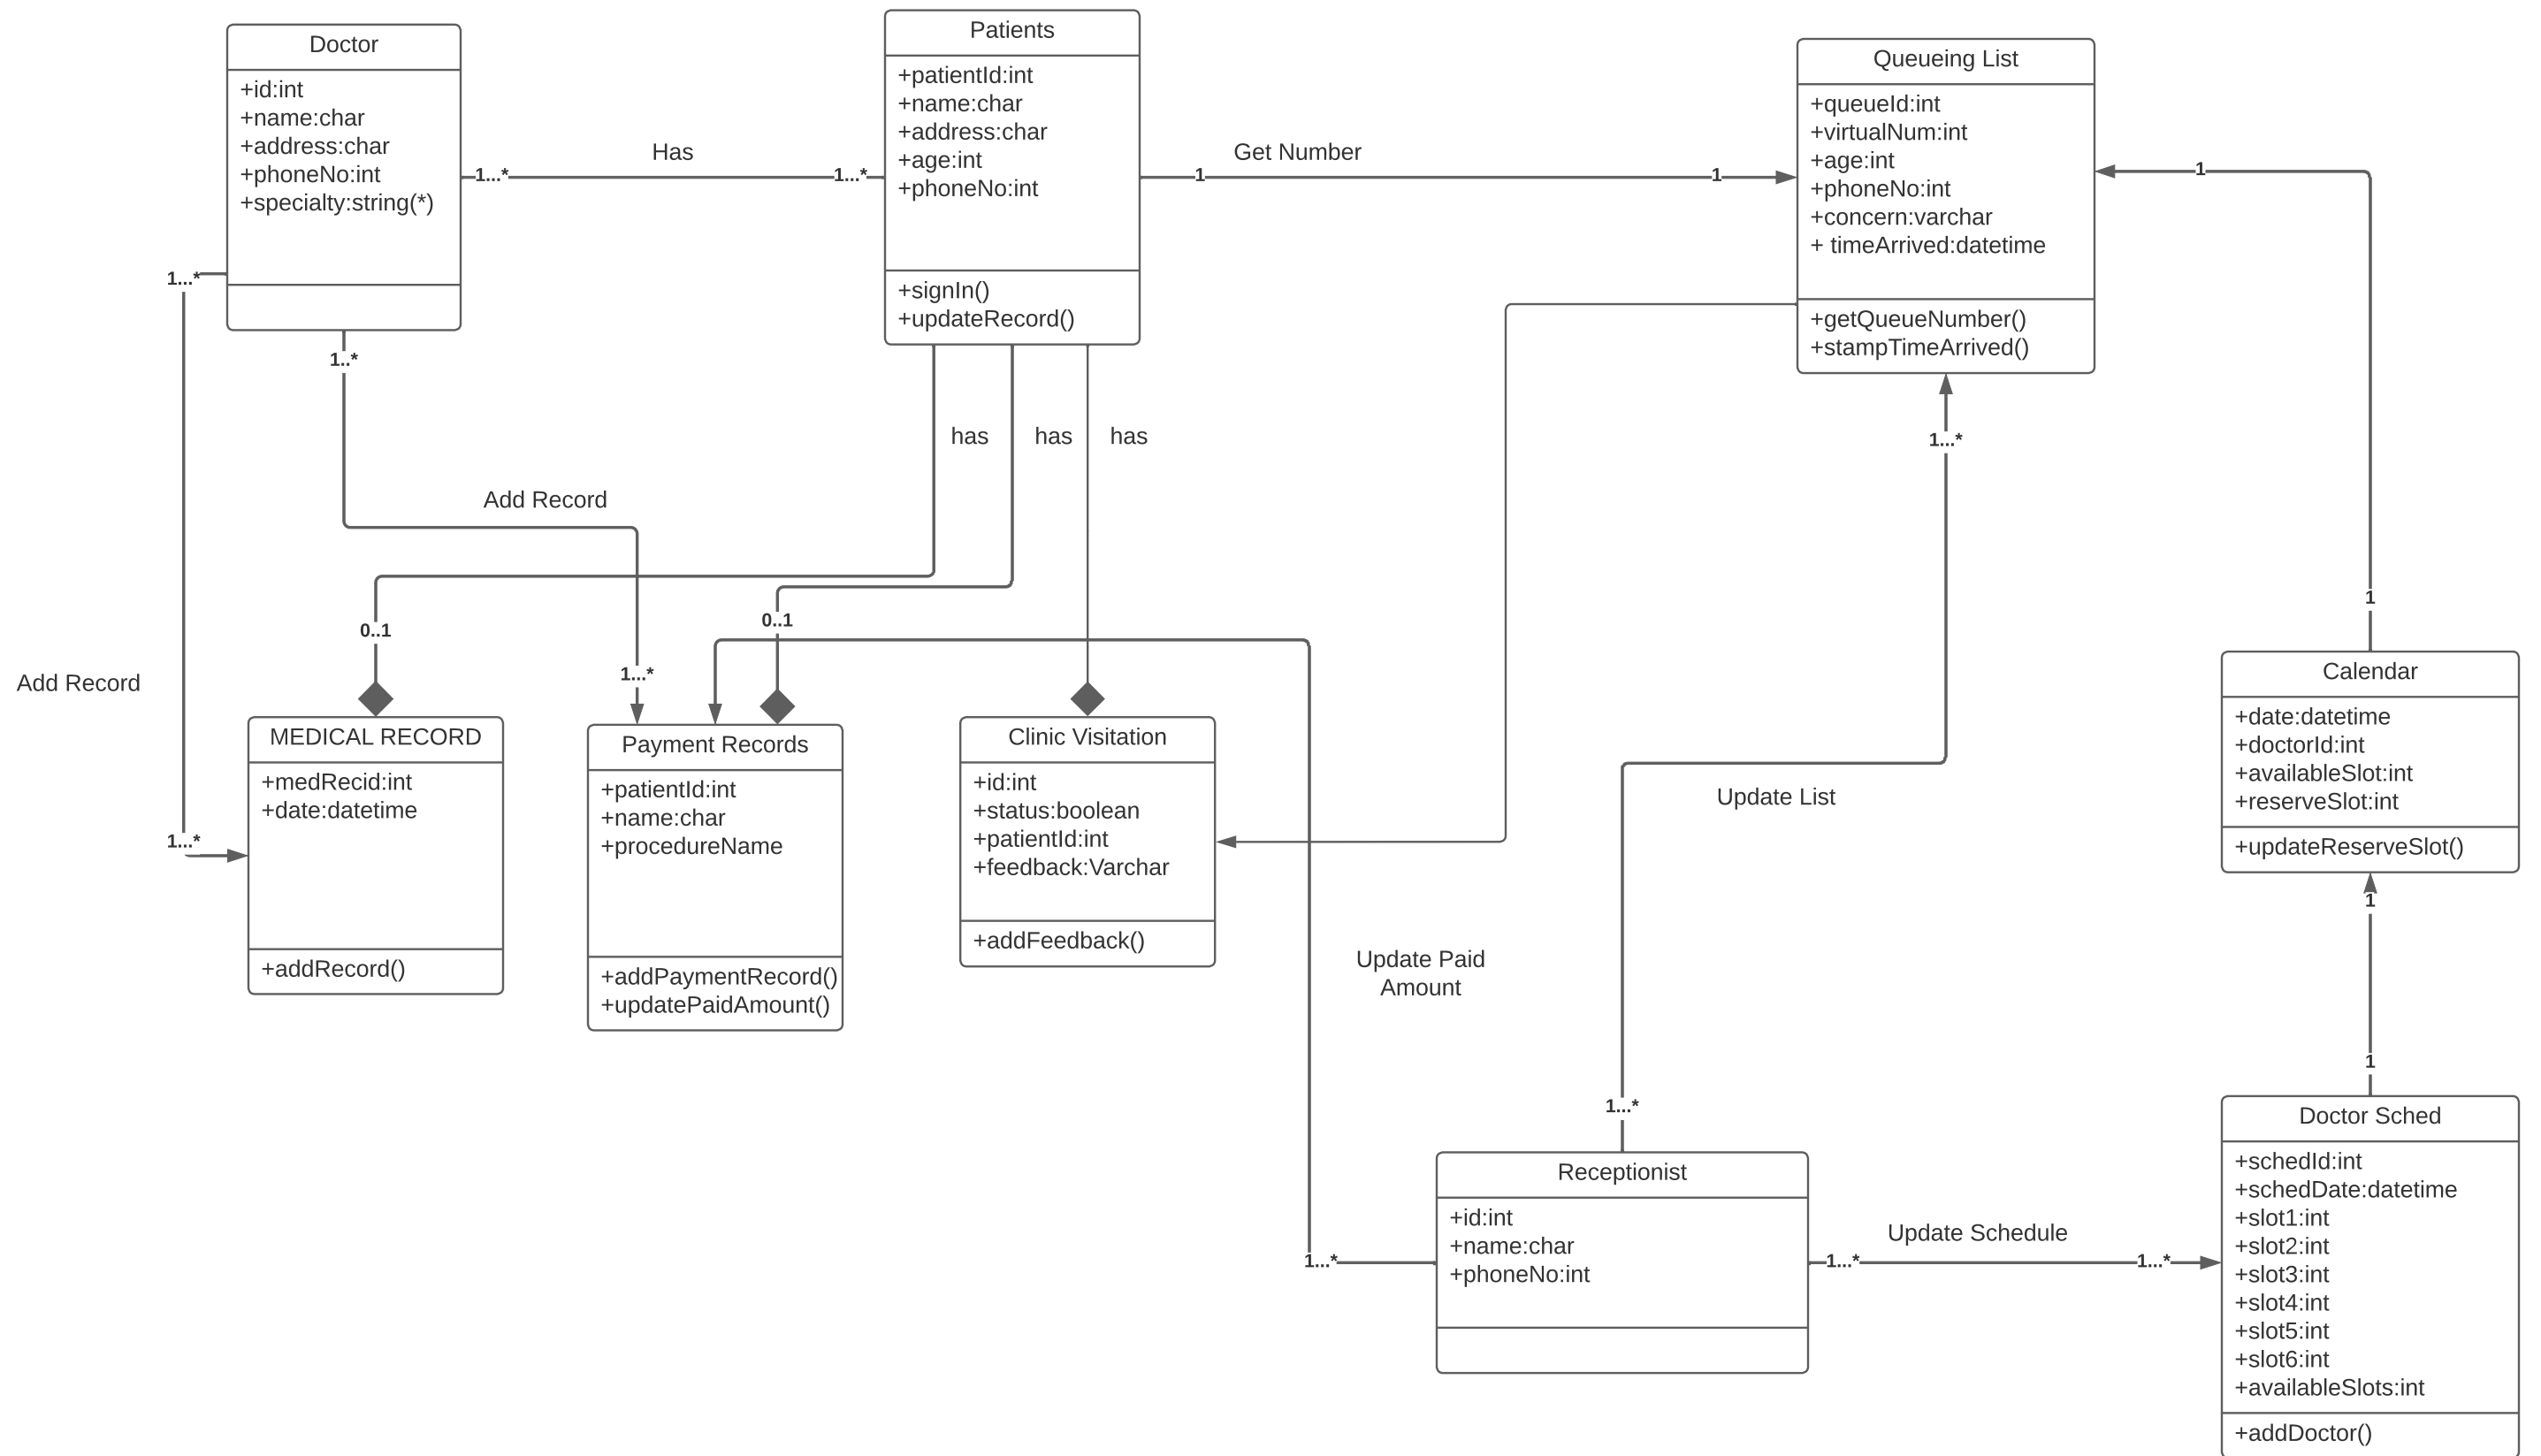 Doctor
+id:int
+name:char
+address:char
+phoneNo:int
+specialty:string(*)
Patients
+patientId:int
+name:char
+address:char
+age:int
+phoneNo:int
+signIn()
+updateRecord()
Queueing List
+queueId:int
+virtualNum:int
+age:int
+phoneNo:int
+concern:varchar
+ timeArrived:datetime
+getQueueNumber()
+stampTimeArrived()
1...*
Has
1...*
1
Get Number
1
1
1
1...*
1..*
has
has
has
1...*
Add Record
0..1
0..1
1...*
Add Record
1...*
MEDICAL RECORD
+medRecid:int
+date:datetime
+addRecord()
Payment Records
+patientId:int
+name:char
+procedureName
+addPaymentRecord()
+updatePaidAmount()
Clinic Visitation
+id:int
+status:boolean
+patientId:int
+feedback:Varchar
+addFeedback()
Calendar
+date:datetime
+doctorId:int
+availableSlot:int
+reserveSlot:int
+updateReserveSlot()
Update List
Update Paid
Amount
1
1
1...*
1...*
Receptionist
+id:int
+name:char
+phoneNo:int
1...*
Update Schedule
1...*
Doctor Sched
+schedId:int
+schedDate:datetime
+slot1:int
+slot2:int
+slot3:int
+slot4:int
+slot5:int
+slot6:int
+availableSlots:int
+addDoctor()